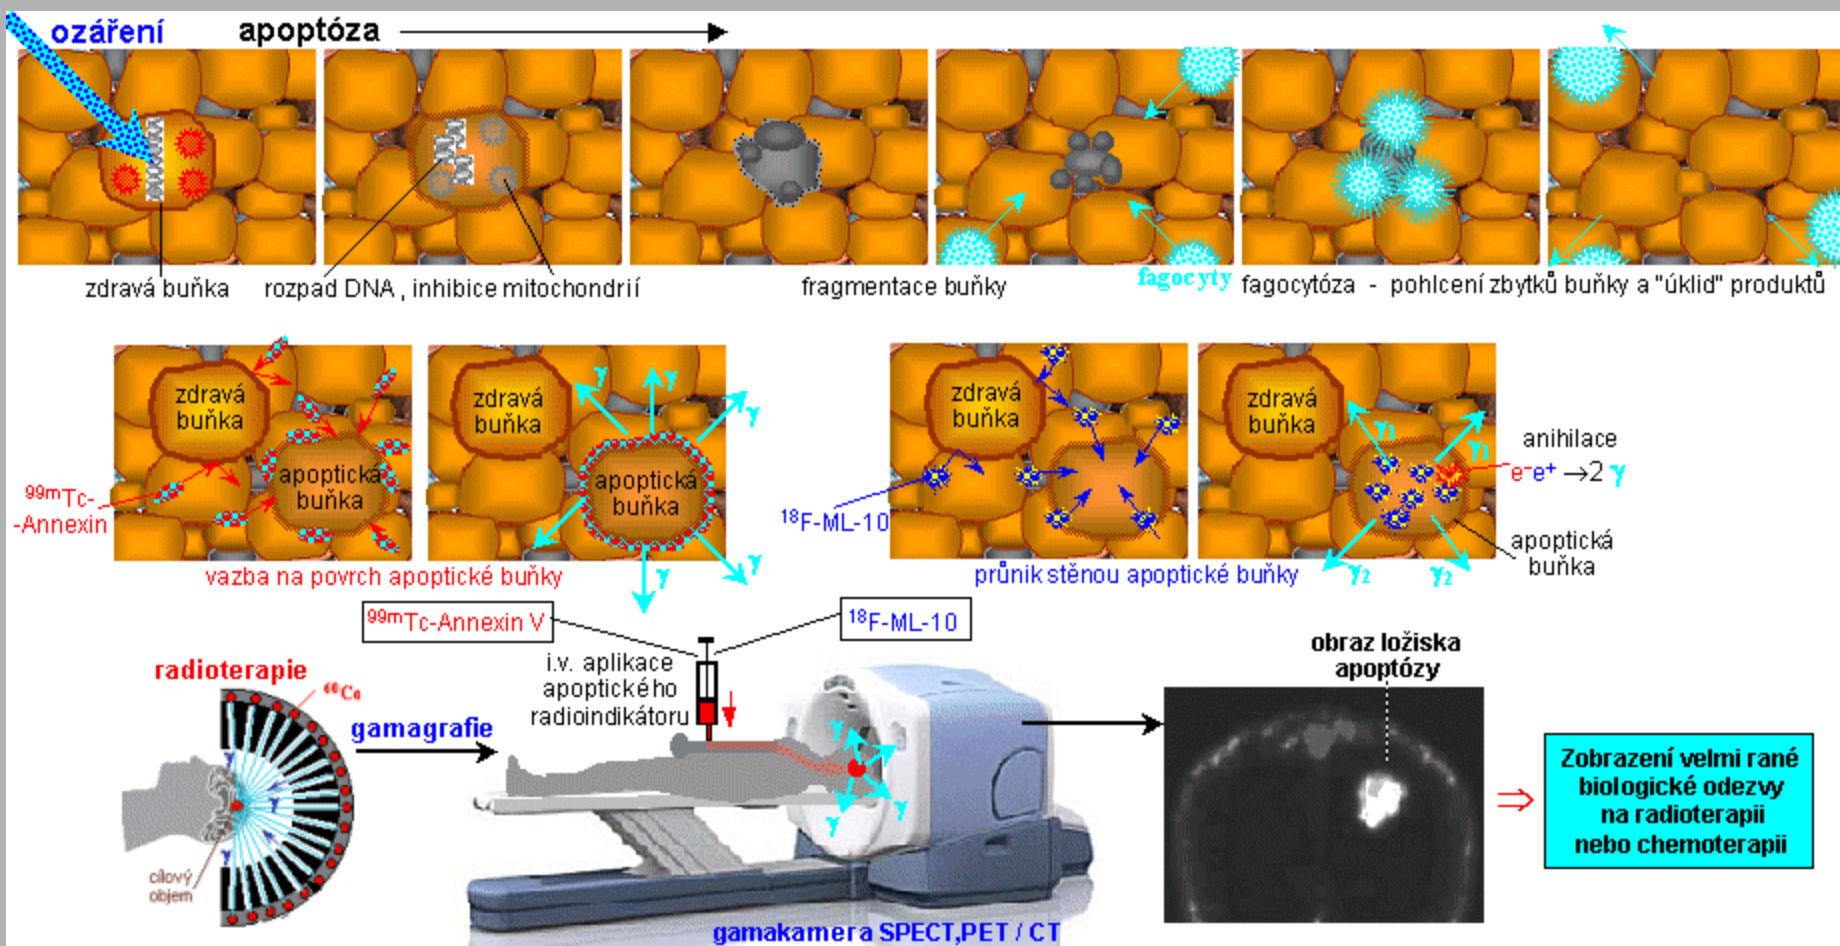 ozáření
apoptóza
zdravá buňka
rozpad DNA , inhibice mitochondrií
fragmentace buňky
fagocyty
fagocytóza - pohlcení zbytků buňky a "úklid" produktů
zdravá
buňka
apoptická
buňka
99mTc-
-Annexin
zdravá
buňka
apoptická
buňka
γ
γ
γ
γ
γ
γ
vazba na povrch apoptické buňky
zdravá
buňka
18F-ML-10
zdravá
buňka
γ1
γ1
γ2
γ2
anihilace
e-e+ →2 γ
apoptická
buňka
průnik stěnou apoptické buňky
99mTc-Annexin V
18F-ML-10
i.v. aplikace
apoptického
radioindikátoru
radioterapie
60Co
γ
γ
γ
cílový
objem
gamagrafie
γ
γ
γ
γ
gamakamera SPECT,PET / CT
obraz ložiska
apoptózy
Zobrazení velmi rané
biologické odezvy
na radioterapii
nebo chemoterapii